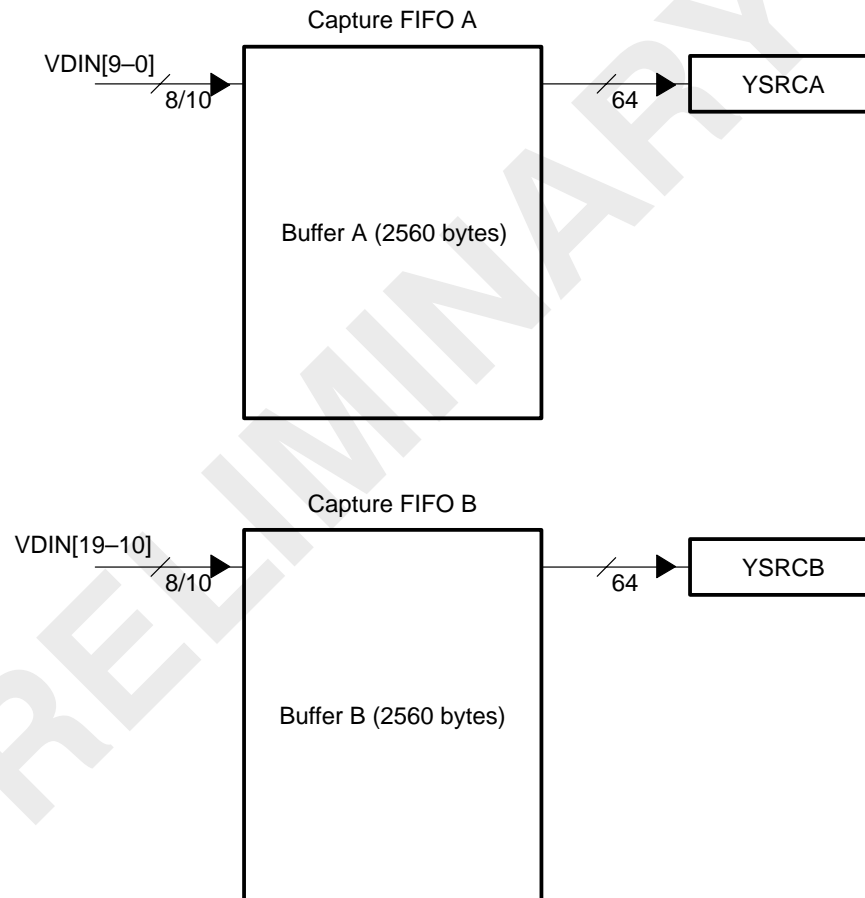 Capture FIFO A
VDIN[9–0]
8/10
64
YSRCA
Buffer A (2560 bytes)
Capture FIFO B
VDIN[19–10]
8/10
64
YSRCB
Buffer B (2560 bytes)
PRELIMINARY